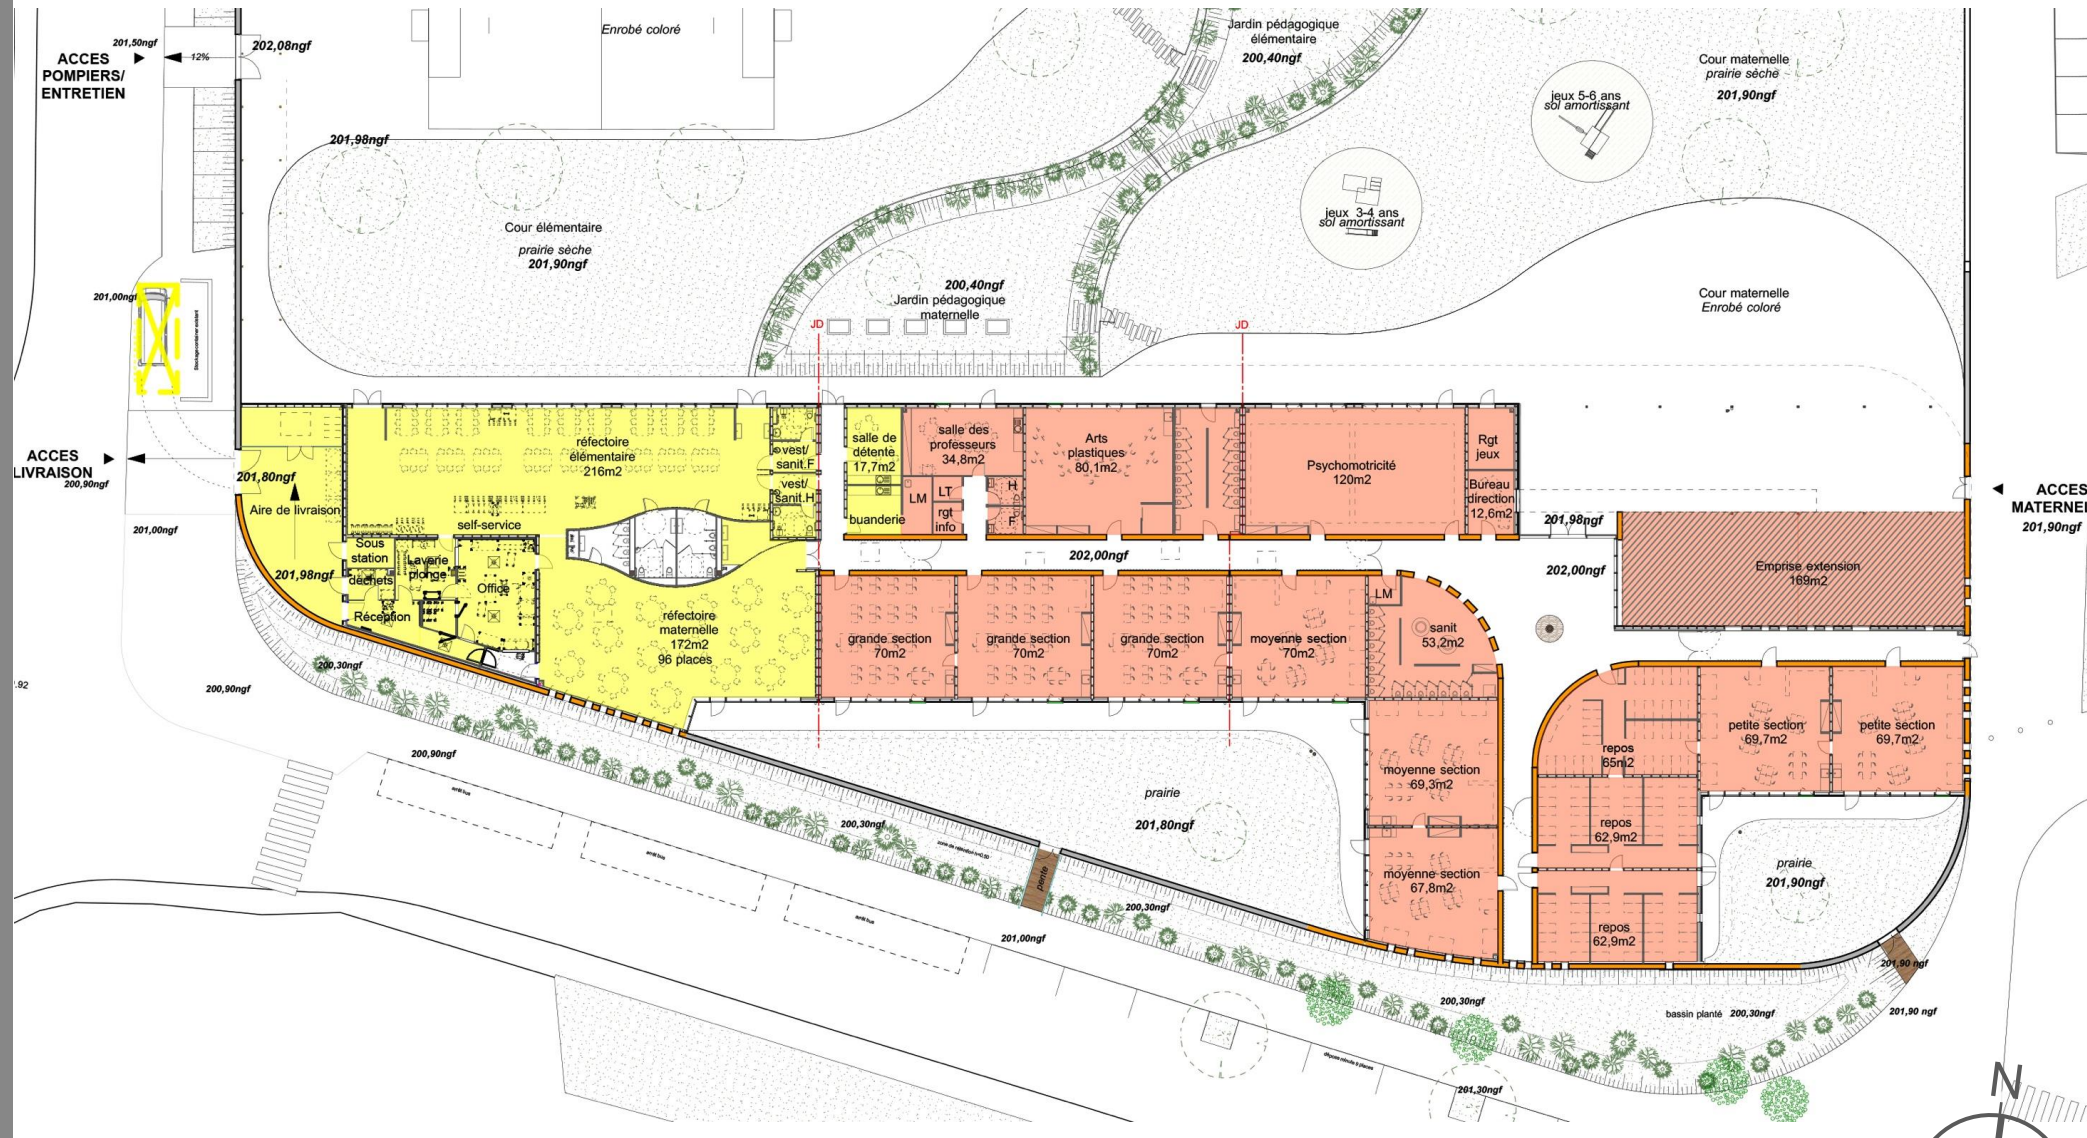 Enrobé coloré
Jardin pédagogique
élémentaire
200,40ngf
201,50ngf
202,08ngf
12%
ACCES
POMPIERS/
ENTRETIEN
Cour maternelle
prairie sèche
201,90ngf
jeux 5-6 ans
sol amortissant
201,98ngf
jeux 3-4 ans
sol amortissant
Cour élémentaire
prairie sèche
201,90ngf
200,40ngf
Jardin pédagogique
maternelle
201,00ngf
Cour maternelle
Enrobé coloré
JD
JD
ACCES
LIVRAISON
200,90ngf
201,80ngf
Aire de livraison
201,00ngf
201,98ngf
réfectoire
élémentaire
216m2
self-service
vest/
sanit.F
vest/
sanit.H
salle de
détente
17,7m2
buanderie
salle des
professeurs
34,8m2
LM
LT
rgt
info
H
F
Arts
plastiques
80,1m2
Psychomotricité
120m2
Rgt
jeux
Bureau
direction
12,6m2
201,98ngf
ACCES
MATERNEL
201,90ngf
202,00ngf
202,00ngf
Emprise extension
169m2
Sous
station
déchets
Laverie
plonge
Office
Réception
réfectoire
maternelle
172m2
96 places
grande section
70m2
grande section
70m2
grande section
70m2
moyenne section
70m2
LM
sanit
53,2m2
200,30ngf
200,90ngf
7.92
200,90ngf
arrêt bus
arrêt bus
arrêt bus
200,30ngf
prairie
201,80ngf
pente
200,30ngf
201,00ngf
moyenne section
69,3m2
moyenne section
67,8m2
repos
65m2
repos
62,9m2
repos
62,9m2
petite section
69,7m2
petite section
69,7m2
prairie
201,90ngf
201,90 ngf
201,90 ngf
200,30ngf
bassin planté 200,30ngf
201,30ngf
N